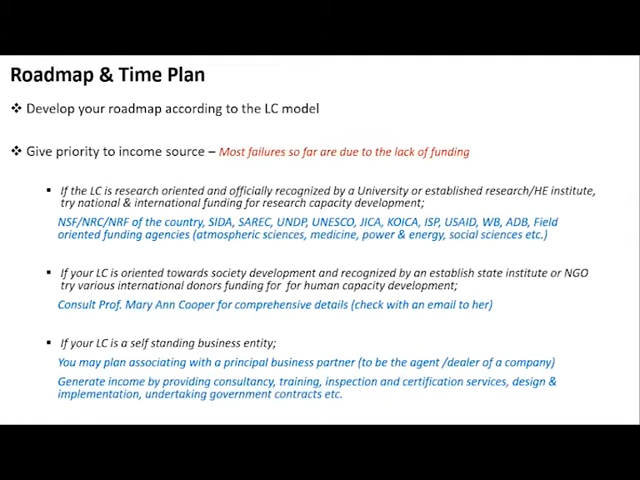 Roadmap & Time Plan
❖ Develop your roadmap according to the LC model
❖ Give priority to income source – Most failures so far are due to the lack of funding
▪ If the LC is research oriented and officially recognized by a University or established research/HE institute,
try national & international funding for research capacity development;
NSF/NRC/NRF of the country, SIDA, SAREC, UNDP, UNESCO, JICA, KOICA, ISP, USAID, WB, ADB, Field
oriented funding agencies (atmospheric sciences, medicine, power & energy, social sciences etc.)
▪ If your LC is oriented towards society development and recognized by an establish state institute or NGO
try various international donors funding for for human capacity development;
Consult Prof. Mary Ann Cooper for comprehensive details (check with an email to her)
▪ If your LC is a self standing business entity;
You may plan associating with a principal business partner (to be the agent /dealer of a company)
Generate income by providing consultancy, training, inspection and certification services, design &
implementation, undertaking government contracts etc.